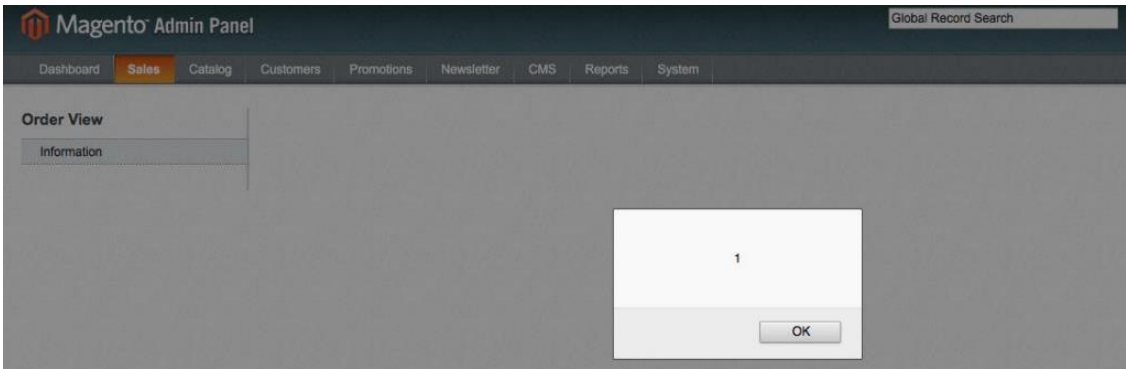 Magento™ Admin Panel
Global Record Search
Dashboard Sales Catalog Customers Promotions Newsletter CMS Reports System
Order View
Information
1
OK